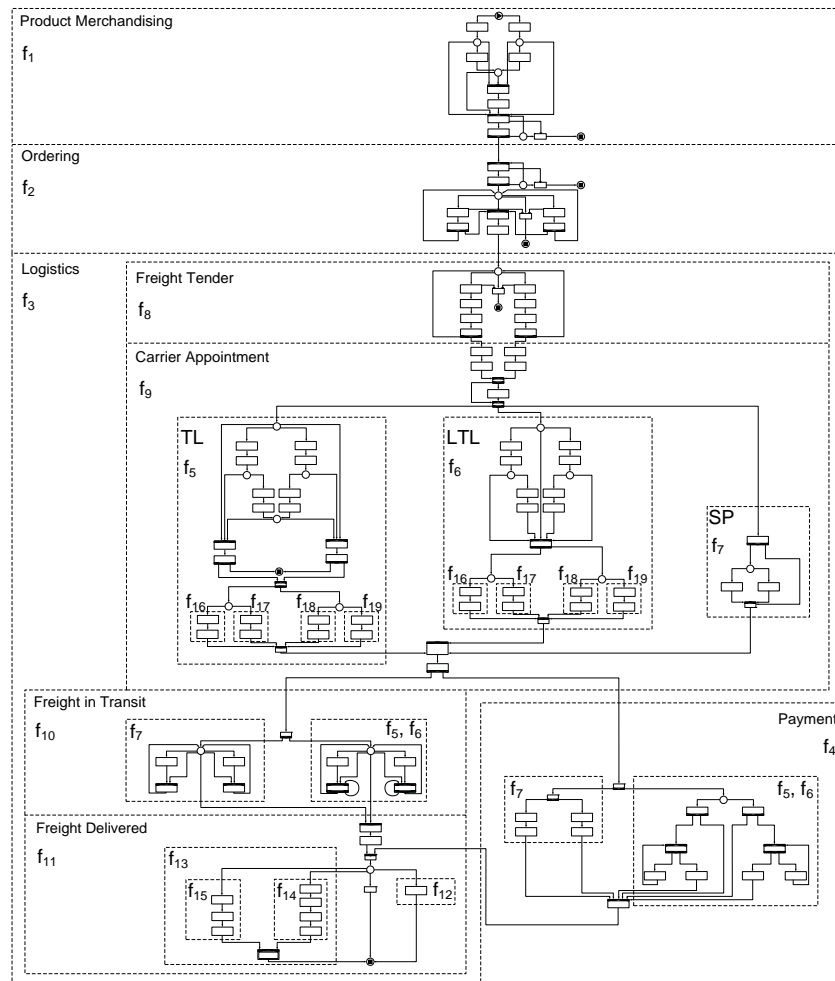 Product Merchandising
f1
Ordering
f2
Logistics
f3
Freight Tender
f8
Carrier Appointment
f9
TL
f5
LTL
f6
SP
f7
f16 f17 f18 f19
f16 f17 f18 f19
Freight in Transit
f10
f7
f5, f6
Payment
f4
f7
f5, f6
Freight Delivered
f11
f13
f15
f14
f12